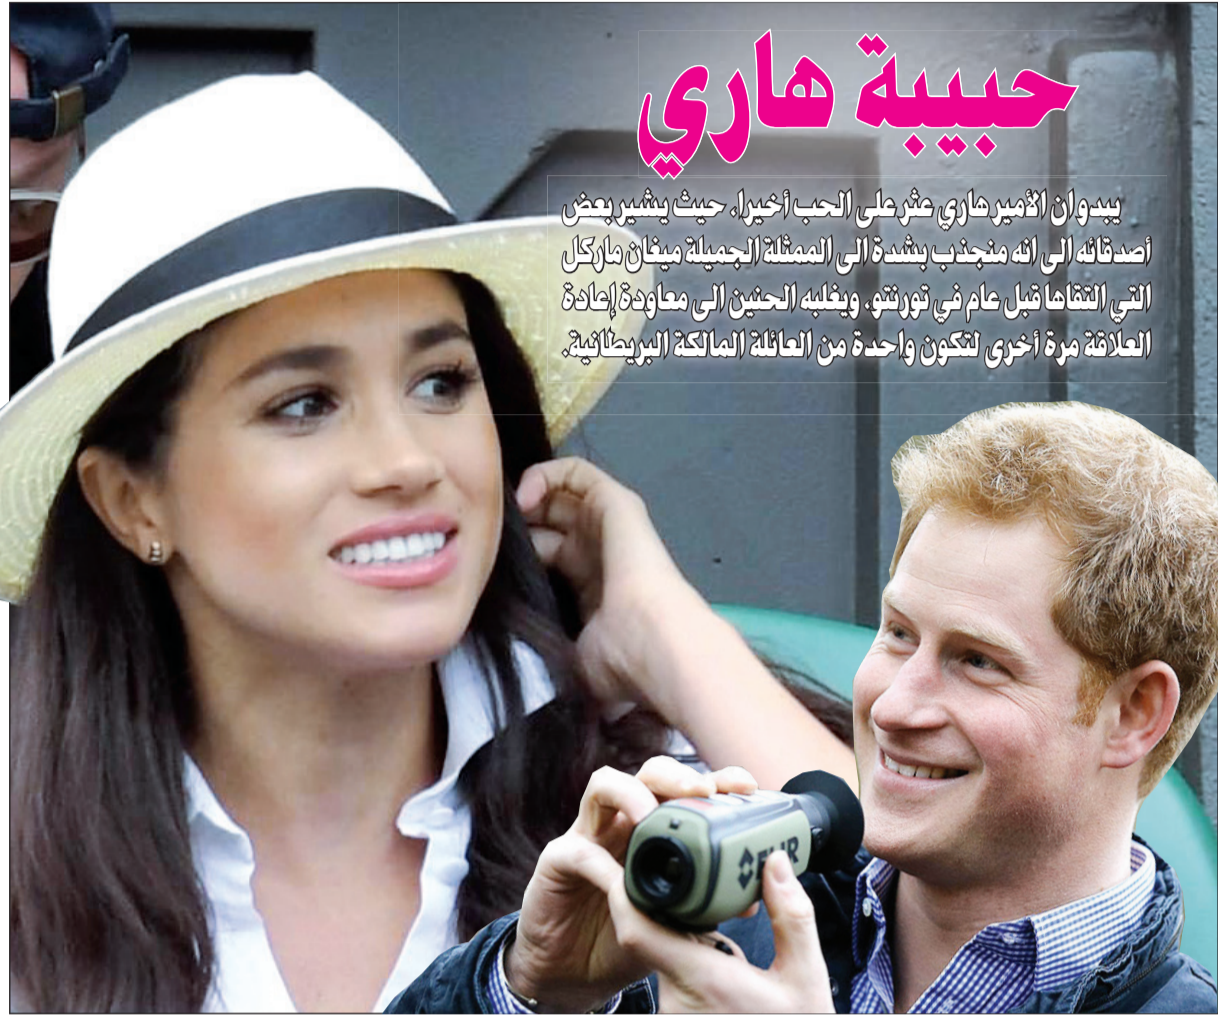 حبيبة هاري
يبدو ان الأمير هاري عثر على الحب أخيرا. حيث يشير بعض
أصدقائه الى انه منجذب بشدة الى الممثلة الجميلة ميغان ماركل
التي التقاها قبل عام في تورنتو. ويغلبه الحنين الى معاودة إعادة
العلاقة مرة أخرى لتكون واحدة من العائلة المالكة البريطانية.
FLIR